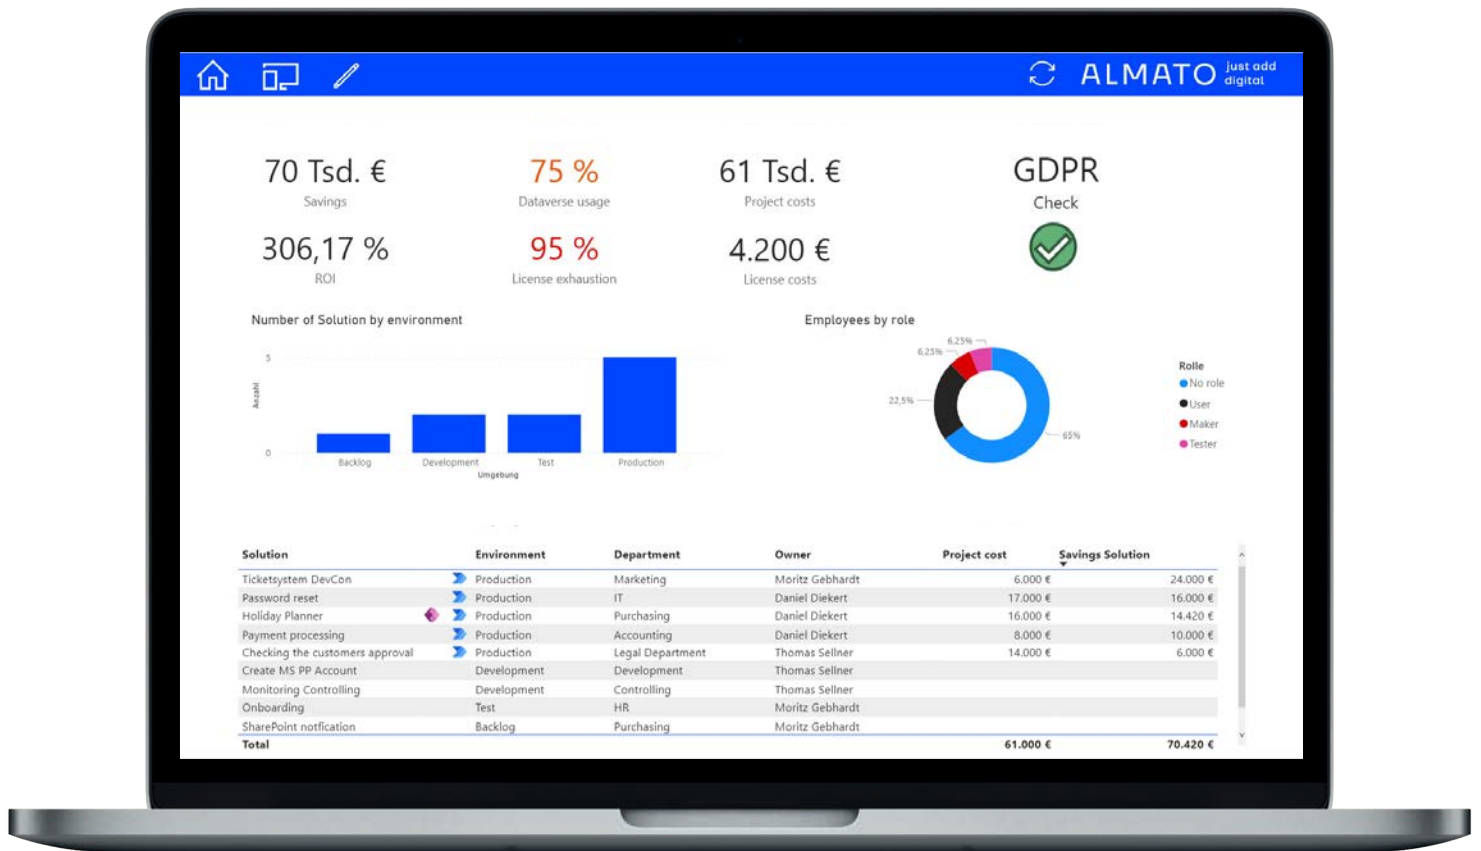 ALMATO just add
digital
70 Tsd. €
Savings
75 %
Dataverse usage
61 Tsd. €
Project costs
GDPR
Check
306,17 %
ROI
95 %
License exhaustion
4.200 €
License costs
Number of Solution by environment
5
0
Anzahl
Backlog Development Test Production
Umgebung
Employees by role
6,25%
6,25%
22,5%
65%
Rolle
No role
User
Maker
Tester
Solution Environment Department Owner Project cost Savings Solution
Ticketsystem DevCon Production Marketing Moritz Gebhardt 6.000 € 24.000 €
Password reset Production IT Daniel Diekert 17.000 € 16.000 €
Holiday Planner Production Purchasing Daniel Diekert 16.000 € 14.420 €
Payment processing Production Accounting Daniel Diekert 8.000 € 10.000 €
Checking the customers approval Production Legal Department Thomas Sellner 14.000 € 6.000 €
Create MS PP Account Development Development Thomas Sellner
Monitoring Controlling Development Controlling Thomas Sellner
Onboarding Test HR Moritz Gebhardt
SharePoint notfication Backlog Purchasing Moritz Gebhardt
Total 61.000 € 70.420 €